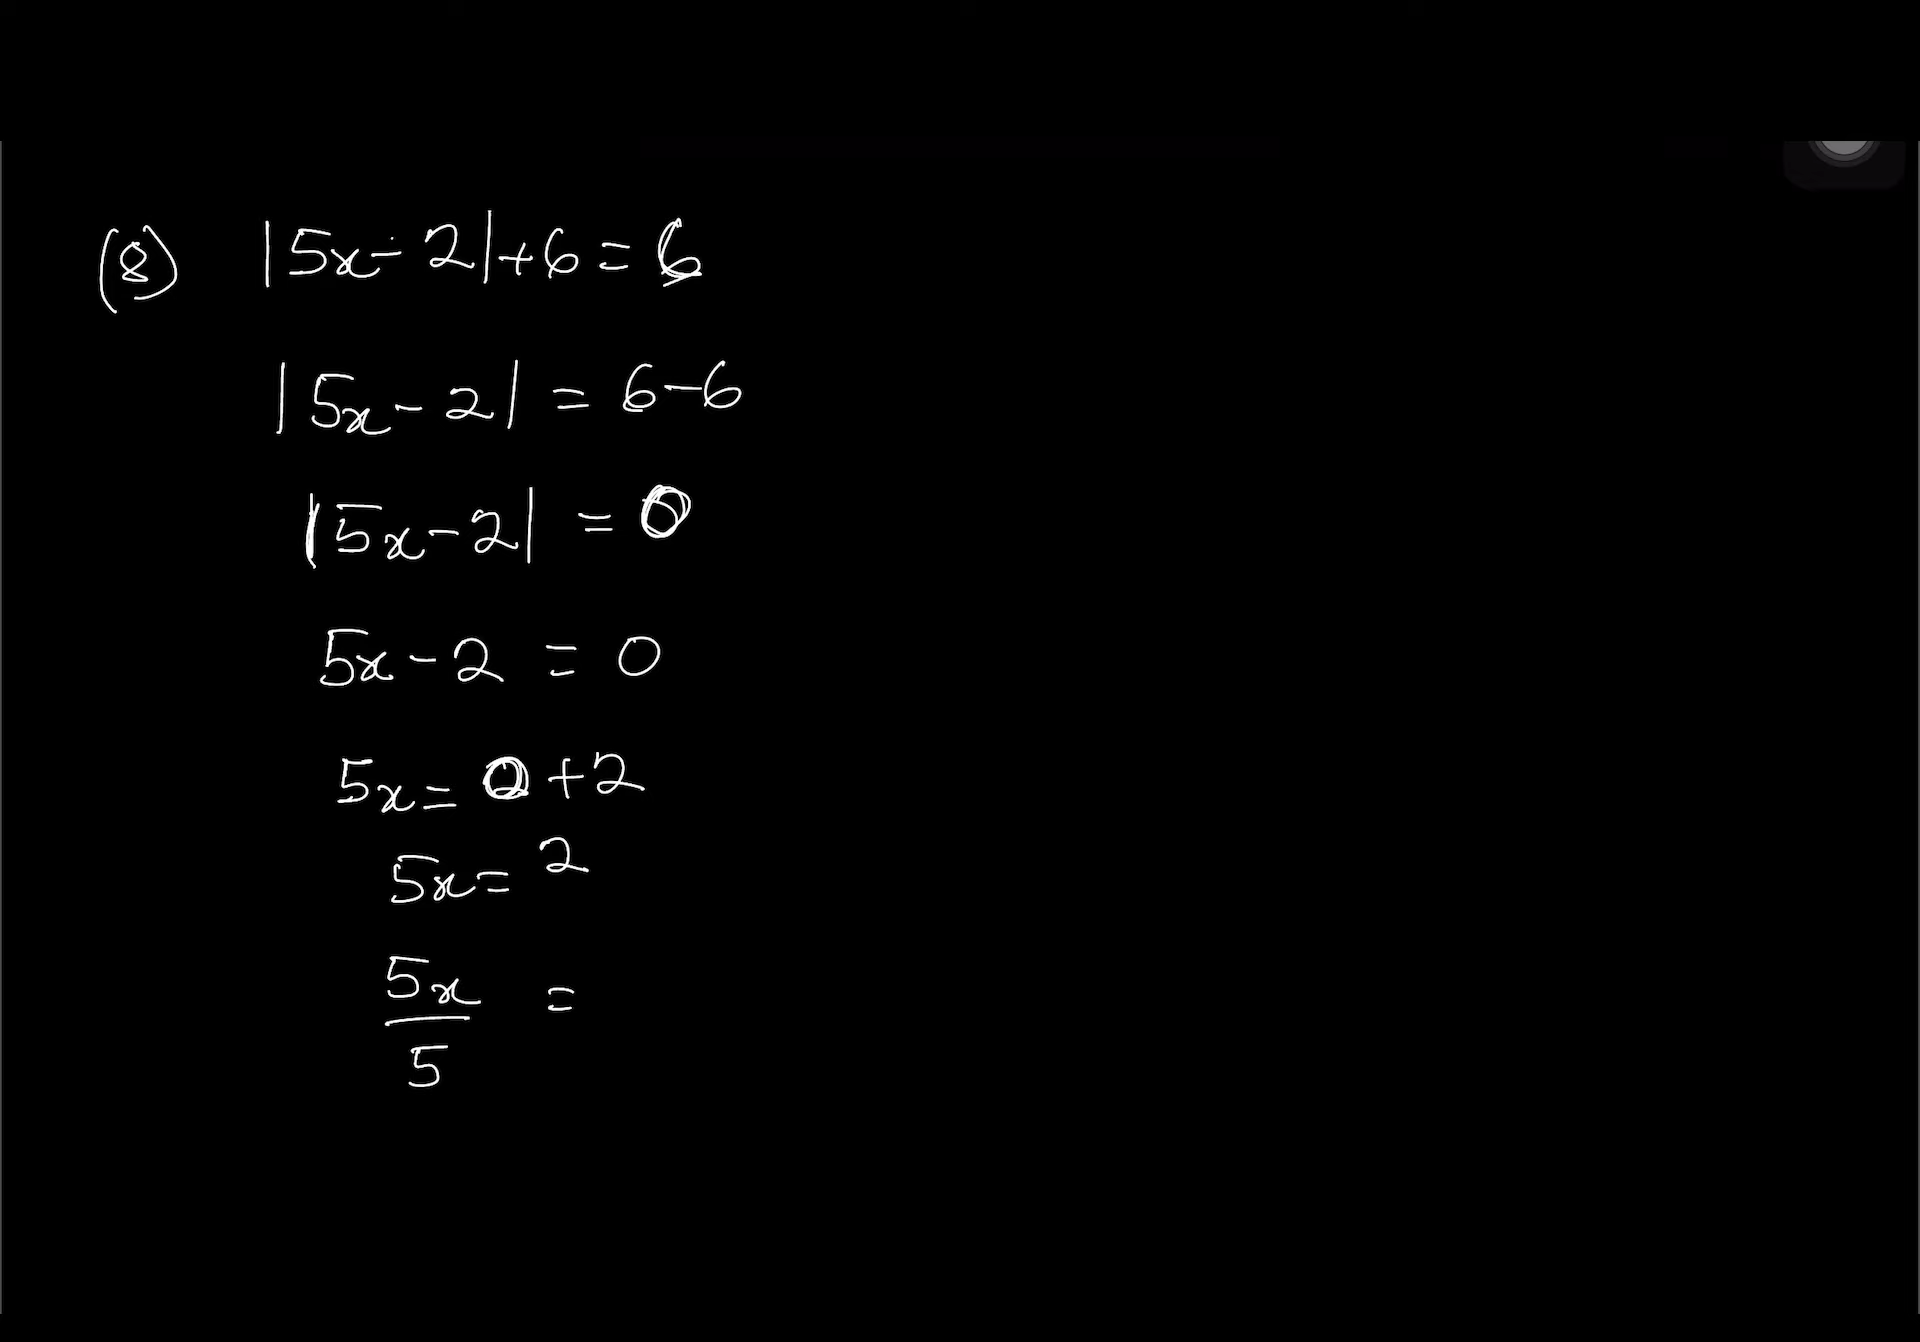 (8) |5x-2|+6=6
|5x-2| = 6-6
|5x-2| = 0
5x-2 = 0
5x= 0+2
5x= 2
5x/5 =